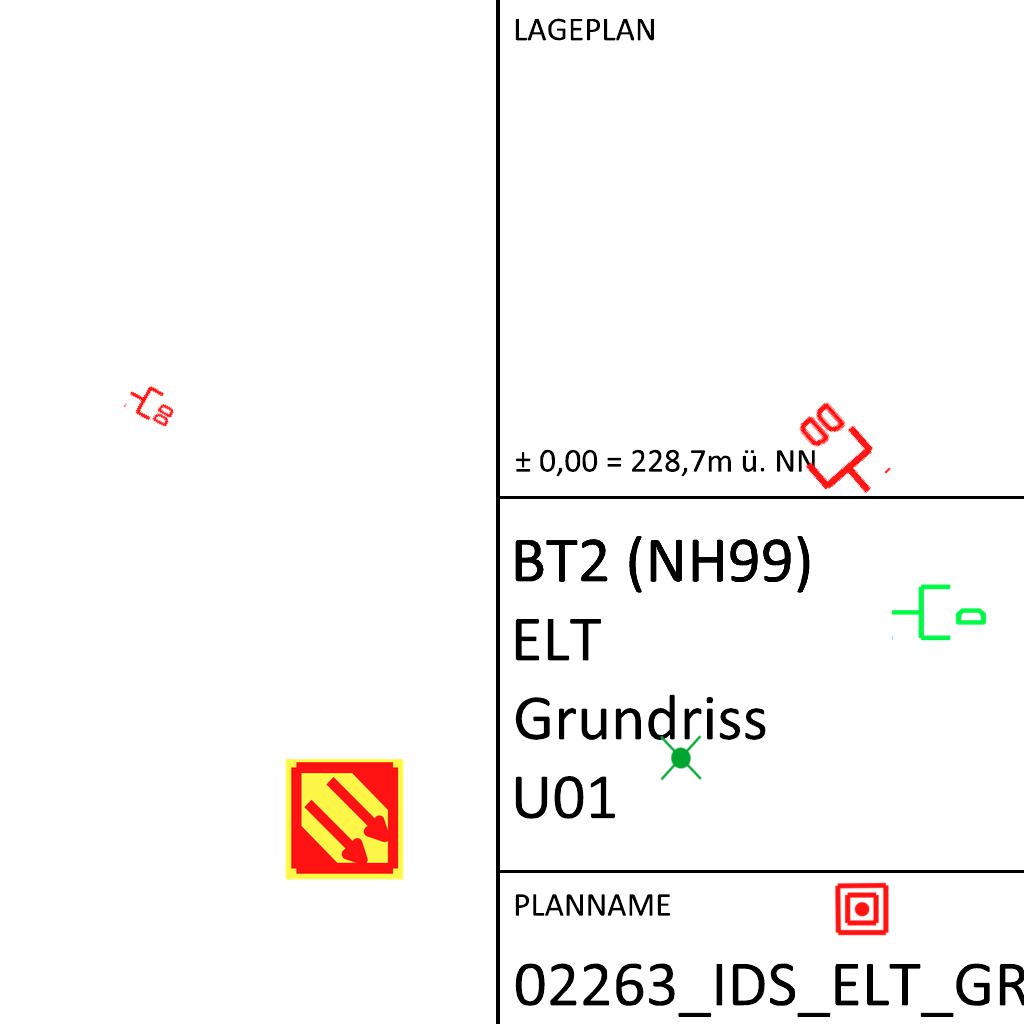 LAGEPLAN
± 0,00 = 228,7m ü. NN
BT2 (NH99)
ELT
Grundriss
U01
PLANNAME
02263_IDS_ELT_GR